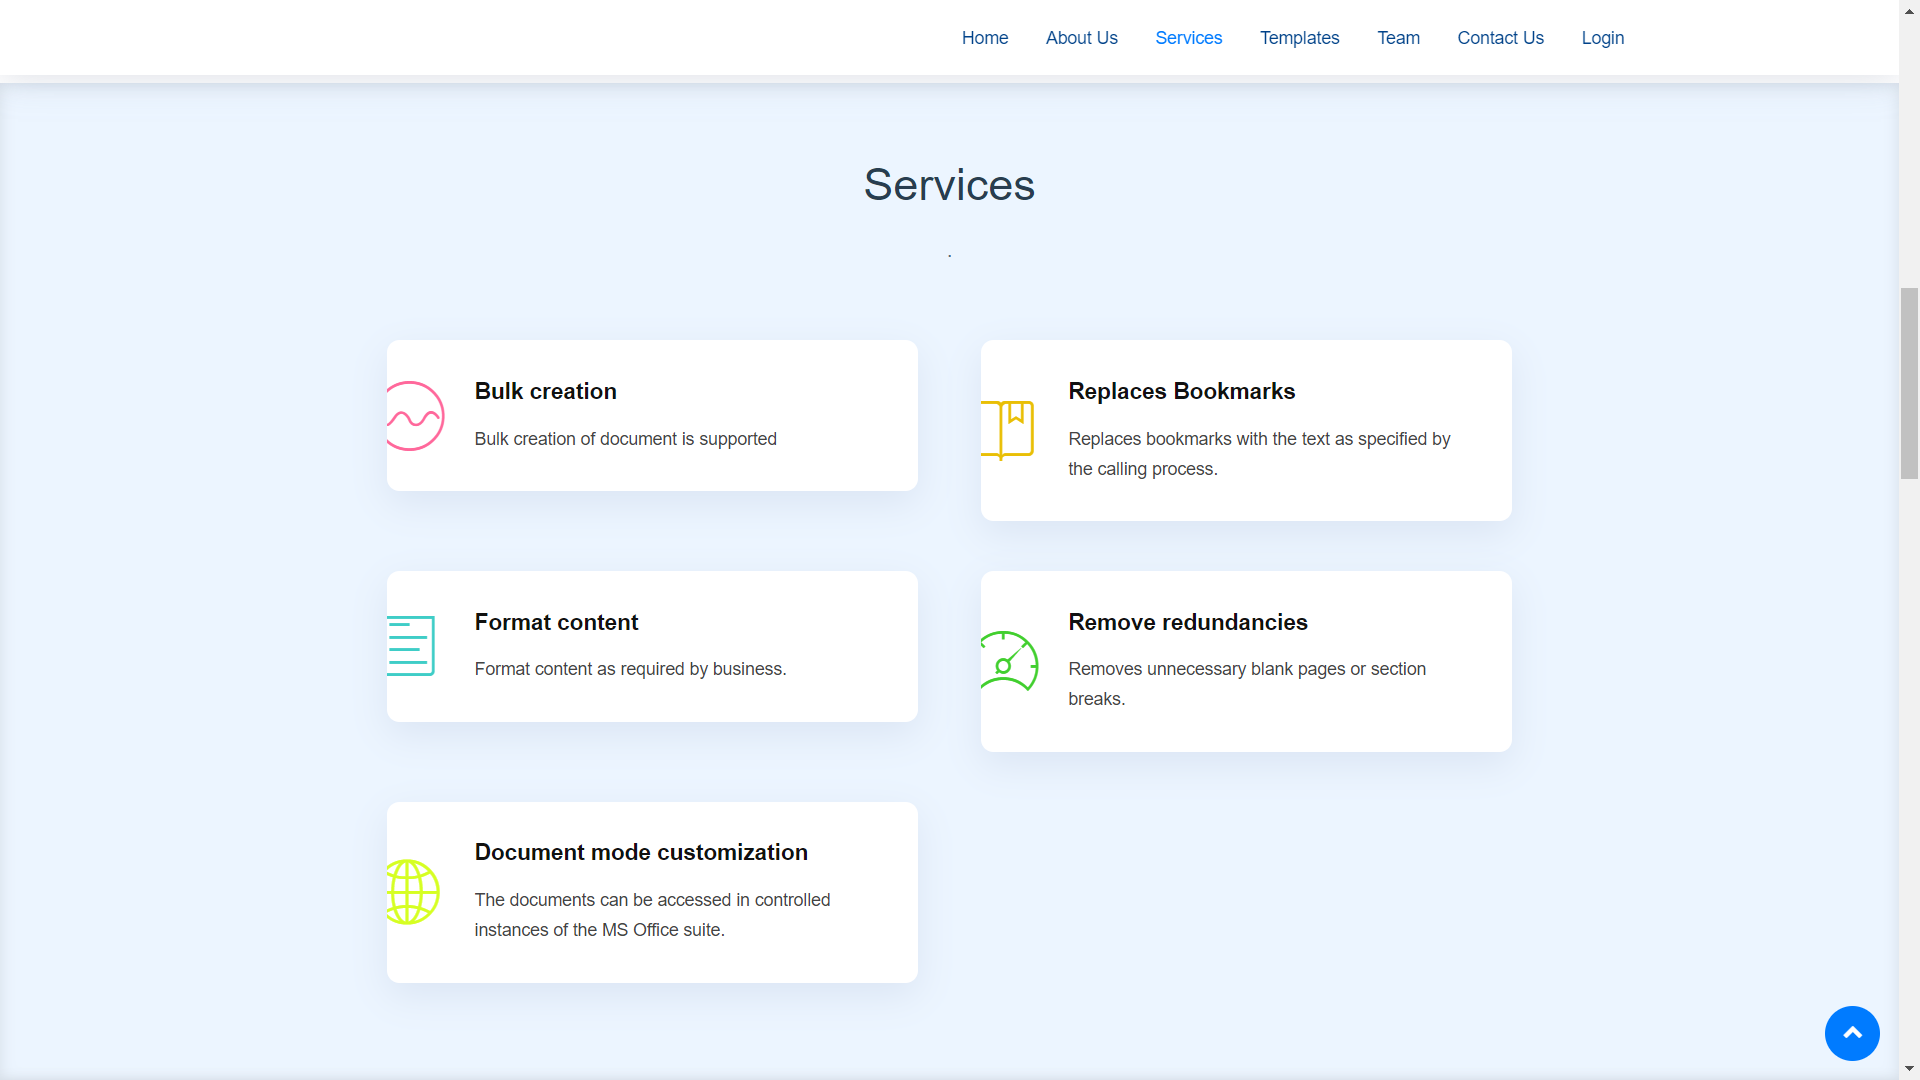 Home About Us Services Templates Team Contact Us Login
Services
.
Bulk creation
Bulk creation of document is supported
Replaces Bookmarks
Replaces bookmarks with the text as specified by
the calling process.
Format content
Format content as required by business.
Remove redundancies
Removes unnecessary blank pages or section
breaks.
Document mode customization
The documents can be accessed in controlled
instances of the MS Office suite.